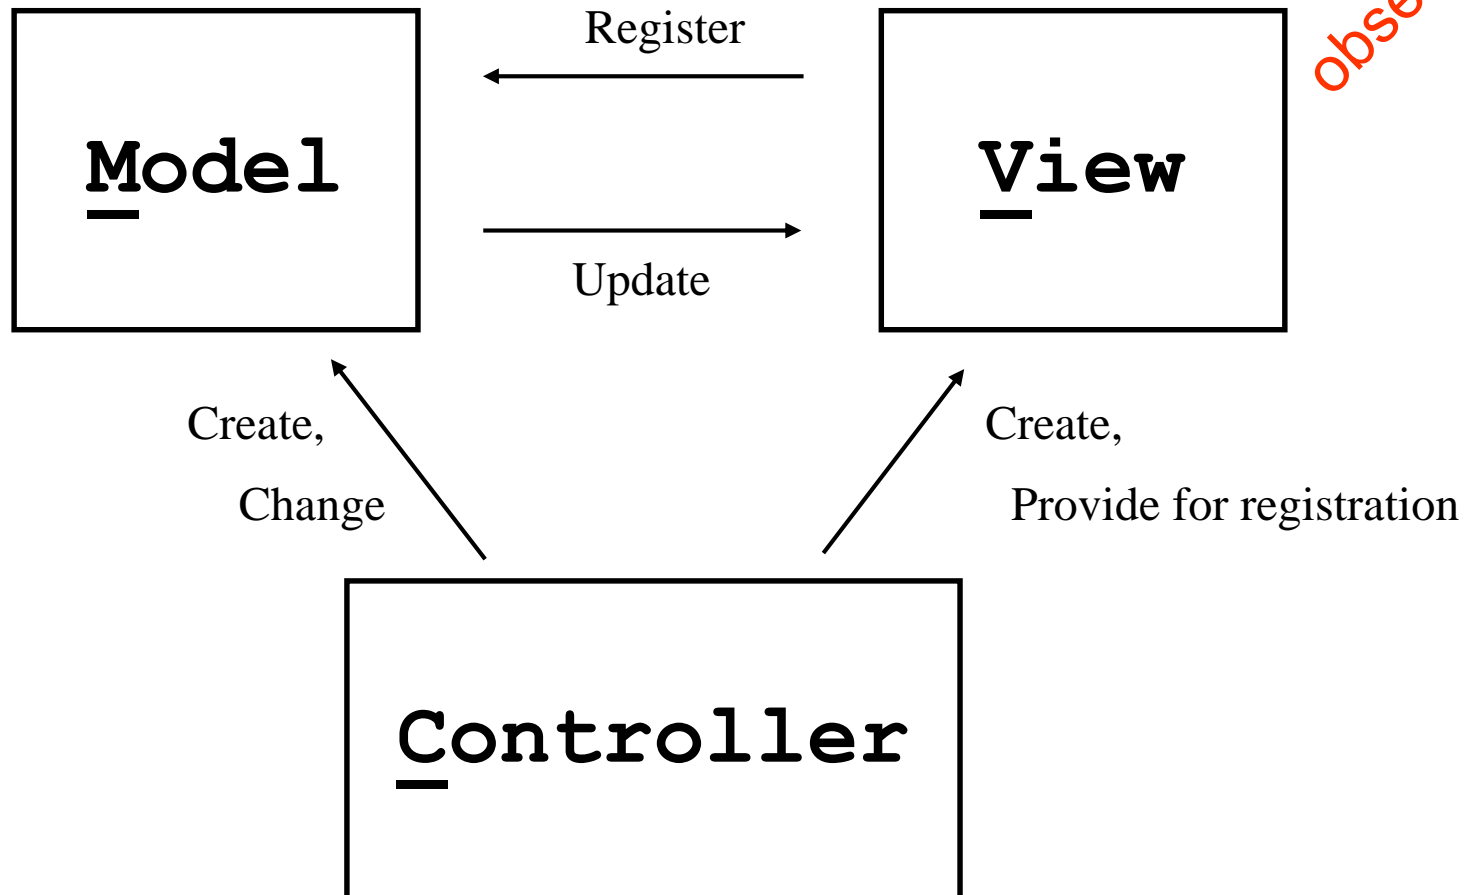 Register
Model
View
Update
Create,
Change
Create,
Provide for registration
Controller